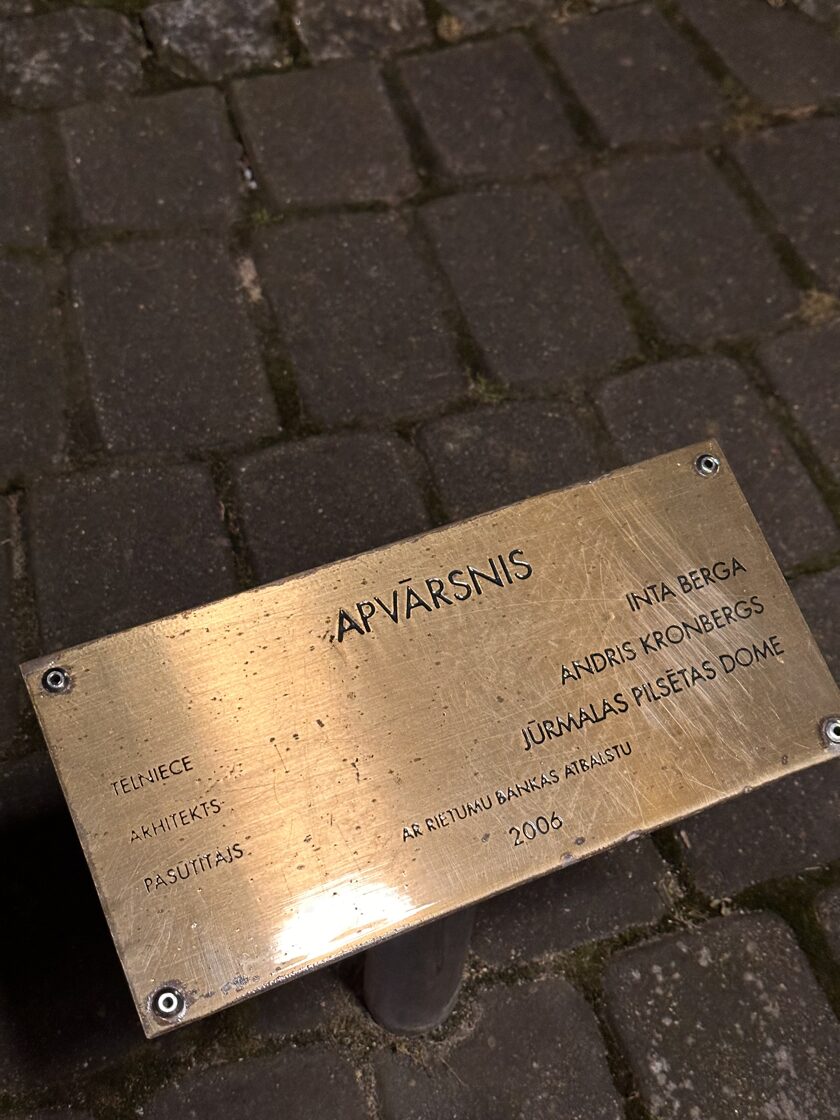 APVĀRSNIS
TĒLNIECE INTA BERGA
ARHITEKTS ANDRIS KRONBERGS
PASŪTĪTĀJS JŪRMALAS PILSĒTAS DOME
AR RIETUMU BANKAS ATBALSTU
2006